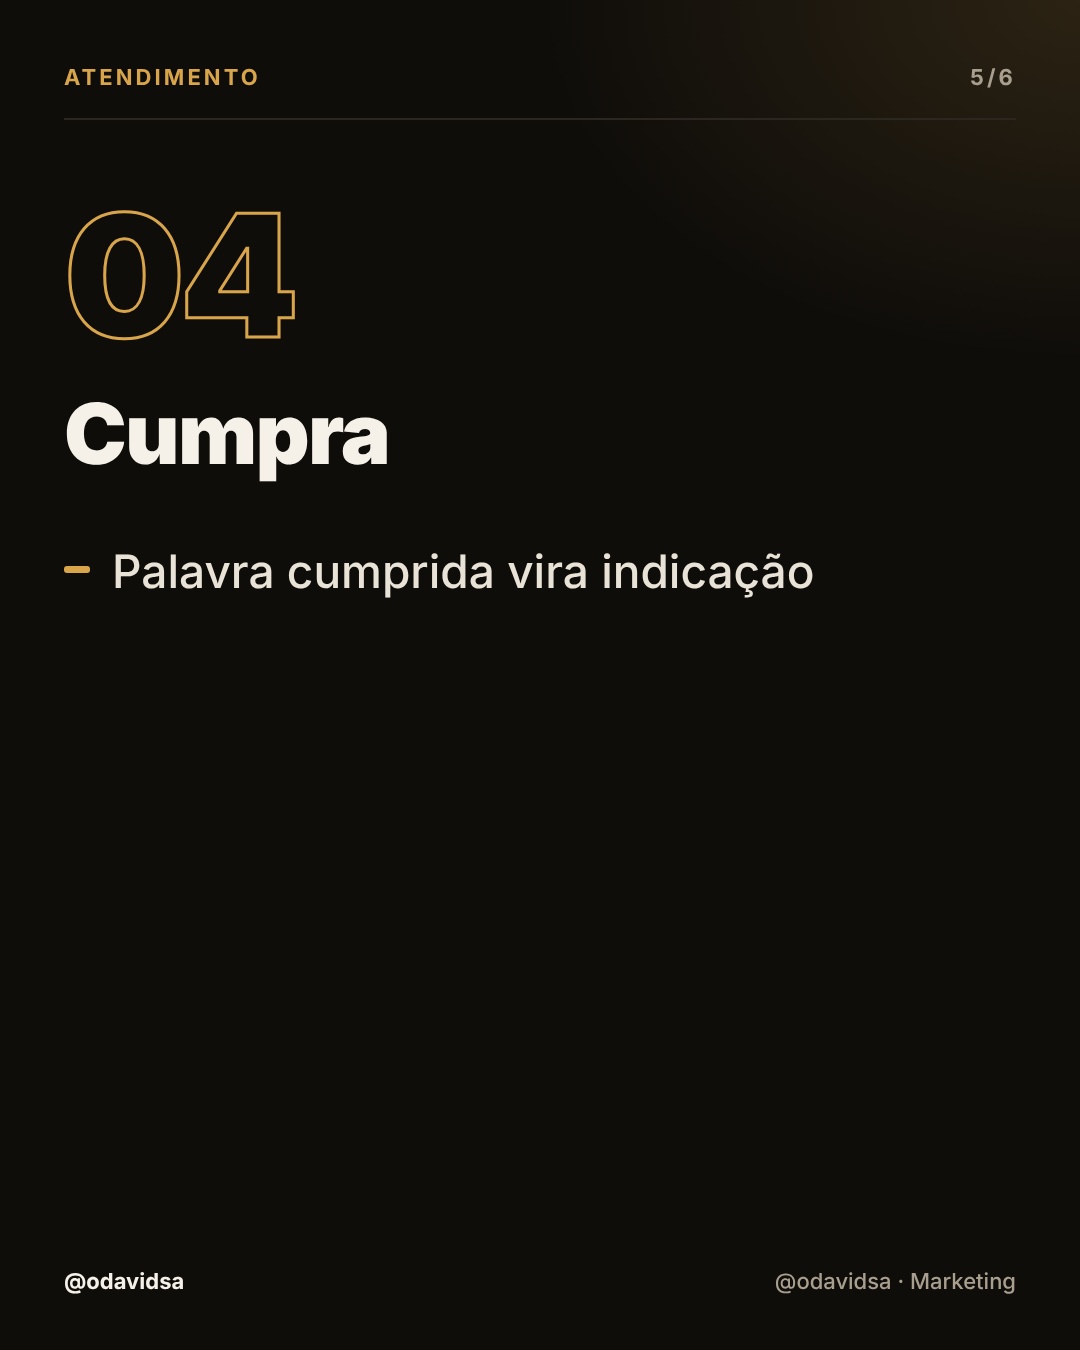 ATENDIMENTO
5/6
04
Cumpra
Palavra cumprida vira indicação
@odavidsa
@odavidsa · Marketing